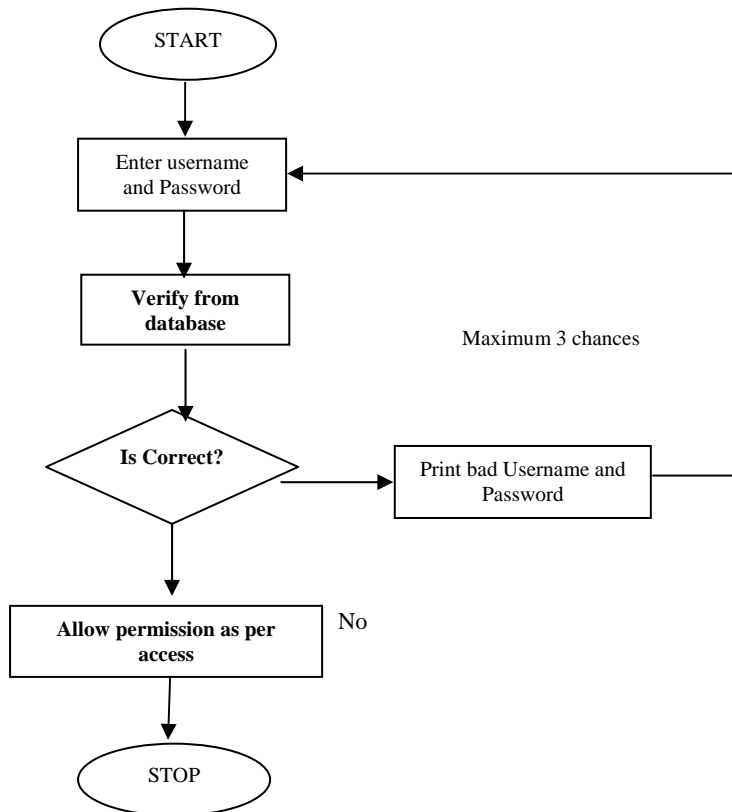 START
Enter username
and Password
Verify from
database
Maximum 3 chances
Is Correct?
Print bad Username and
Password
Allow permission as per
access
No
STOP